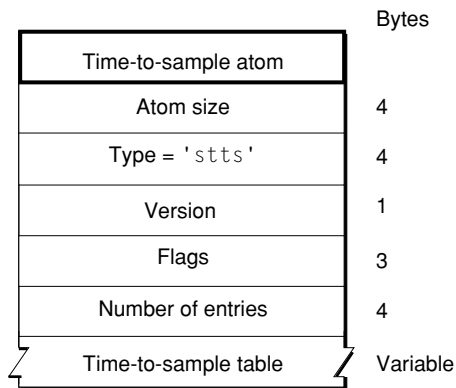 Bytes
Time-to-sample atom
Atom size 4
Type = 'stts' 4
Version 1
Flags 3
Number of entries 4
Time-to-sample table Variable